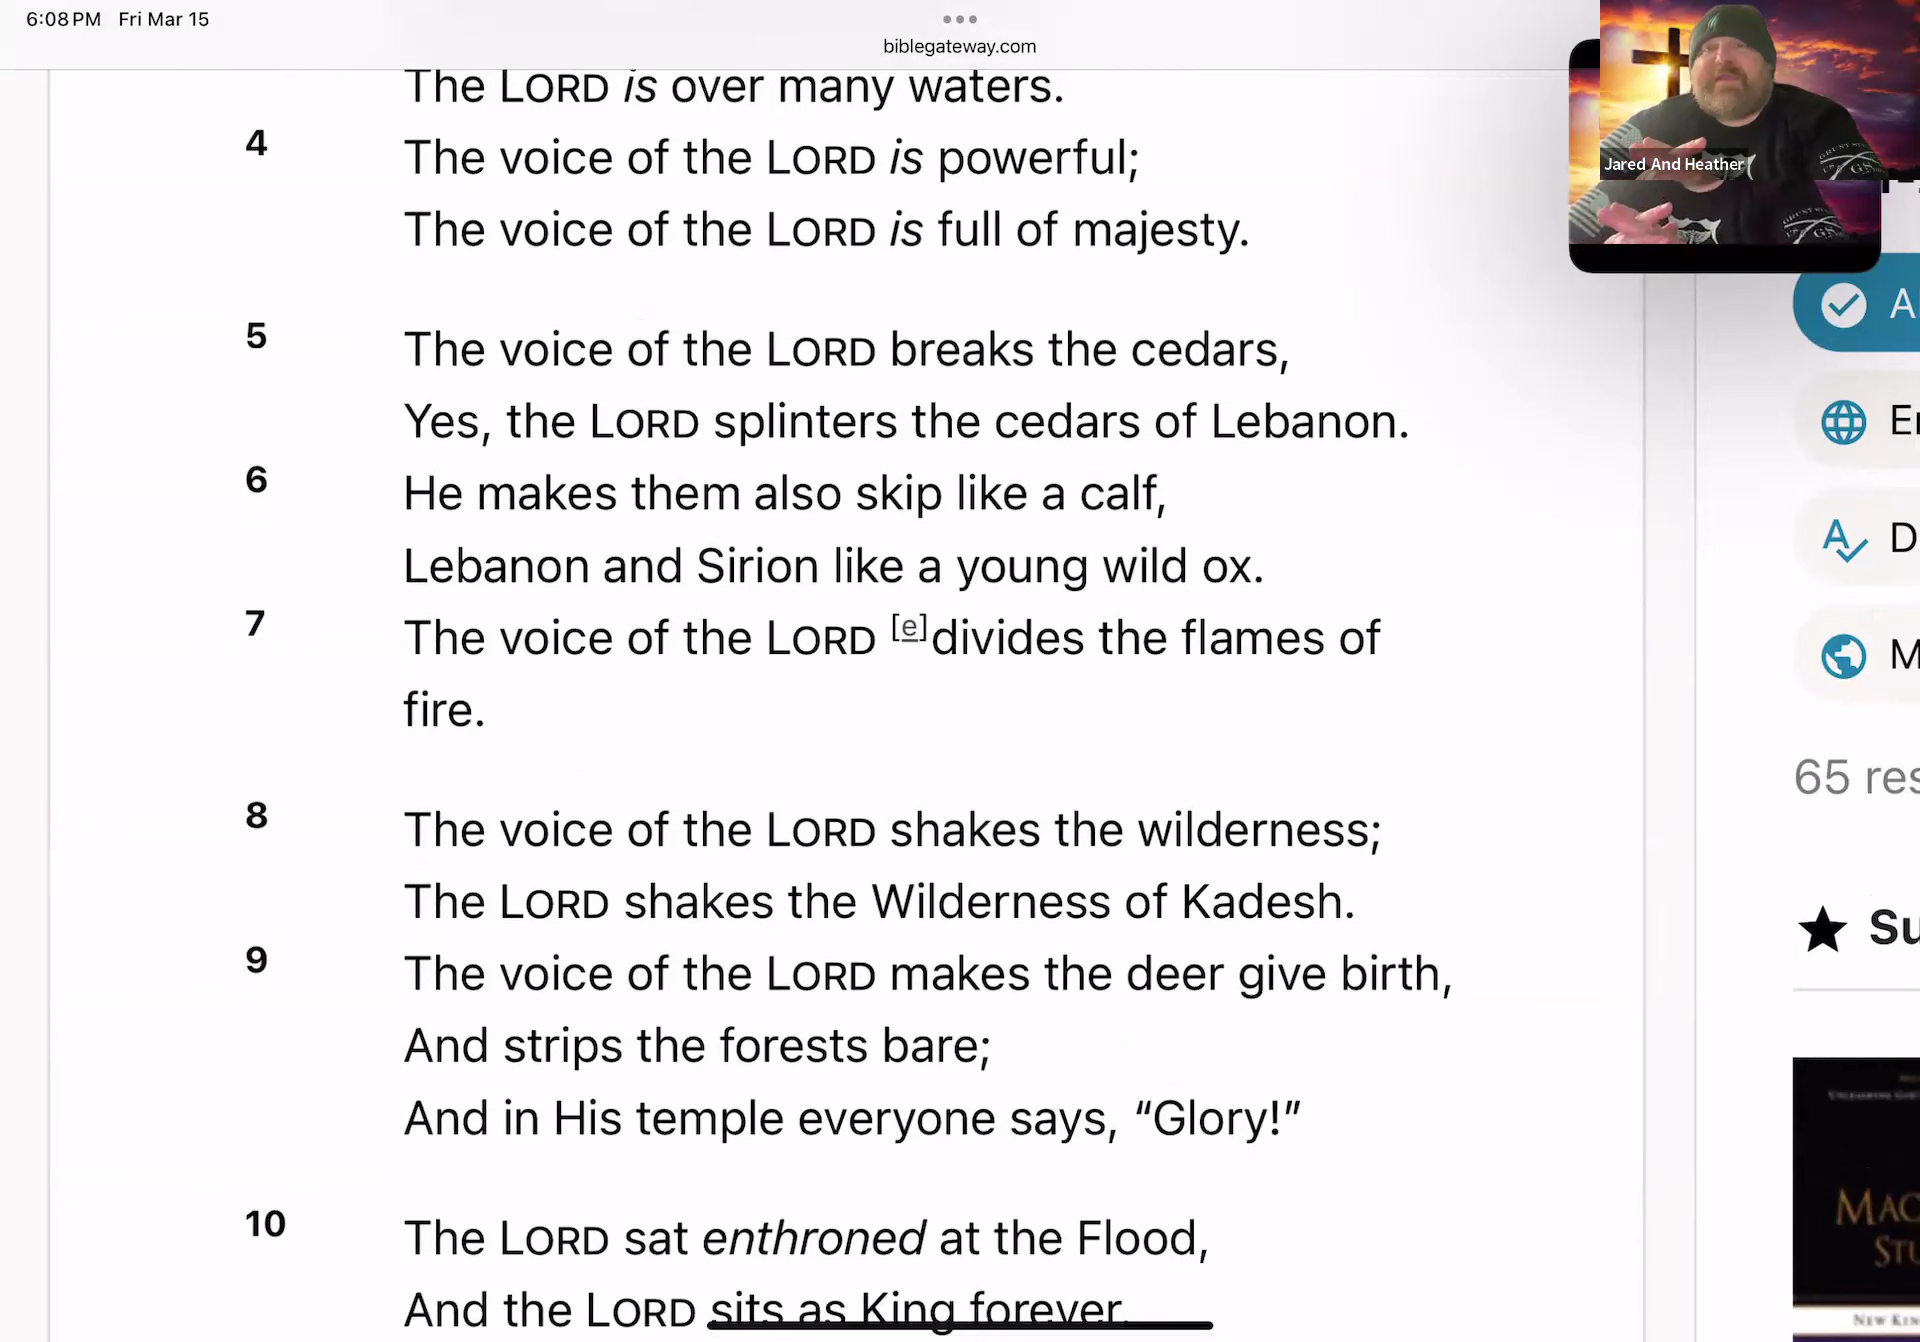 6:08 PM Fri Mar 15
biblegateway.com
The LORD is over many waters.
4 The voice of the LORD is powerful;
The voice of the LORD is full of majesty.
5 The voice of the LORD breaks the cedars,
Yes, the LORD splinters the cedars of Lebanon.
6 He makes them also skip like a calf,
Lebanon and Sirion like a young wild ox.
7 The voice of the LORD [e]divides the flames of
fire.
8 The voice of the LORD shakes the wilderness;
The LORD shakes the Wilderness of Kadesh.
9 The voice of the LORD makes the deer give birth,
And strips the forests bare;
And in His temple everyone says, “Glory!”
10 The LORD sat enthroned at the Flood,
And the LORD sits as King forever.
Jared And Heather
65